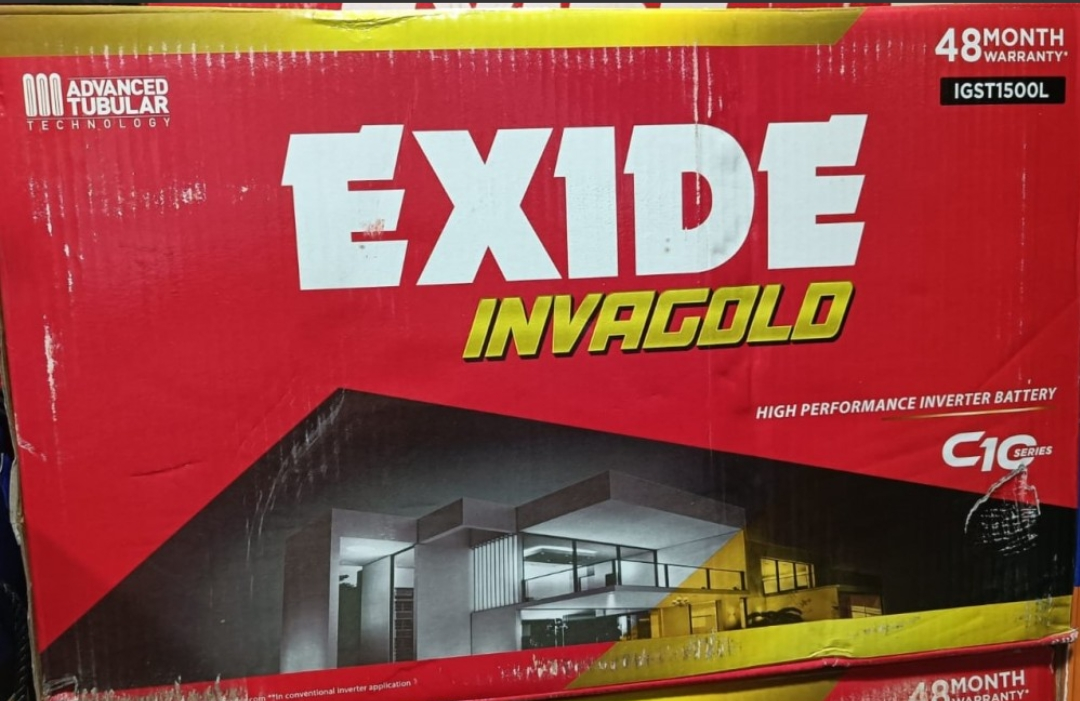 48 MONTH
WARRANTY*
IGST1500L
ADVANCED
TUBULAR
TECHNOLOGY
EXIDE
INVAGOLD
HIGH PERFORMANCE INVERTER BATTERY
C10 SERIES
.com **In conventional inverter application
48 MONTH
WARRANTY*